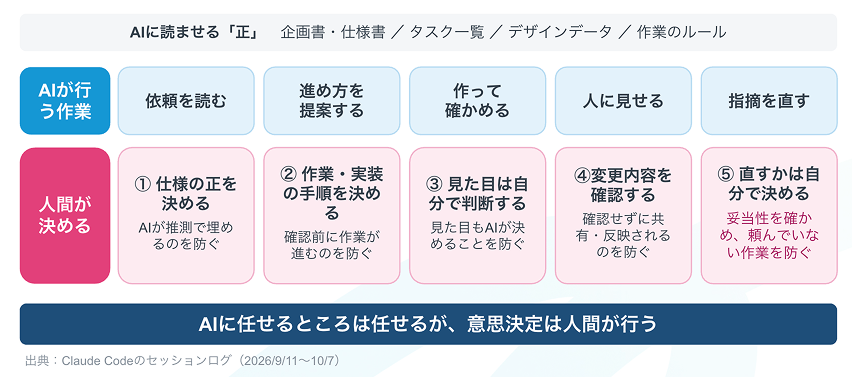 AIに読ませる「正」　企画書・仕様書 ／ タスク一覧 ／ デザインデータ ／ 作業のルール
AIが行
う作業
依頼を読む
進め方を
提案する
作って
確かめる
人に見せる
指摘を直す
人間が
決める
① 仕様の正を
決める
AIが推測で埋め
るのを防ぐ
② 作業・実装
の手順を決め
る
確認前に作業が
進むのを防ぐ
③ 見た目は自
分で判断する
見た目もAIが決
めることを防ぐ
④変更内容を
確認する
確認せずに共
有・反映される
のを防ぐ
⑤ 直すかは自
分で決める
妥当性を確か
め、頼んでいな
い作業を防ぐ
AIに任せるところは任せるが、意思決定は人間が行う
出典：Claude Codeのセッションログ（2026/9/11〜10/7）